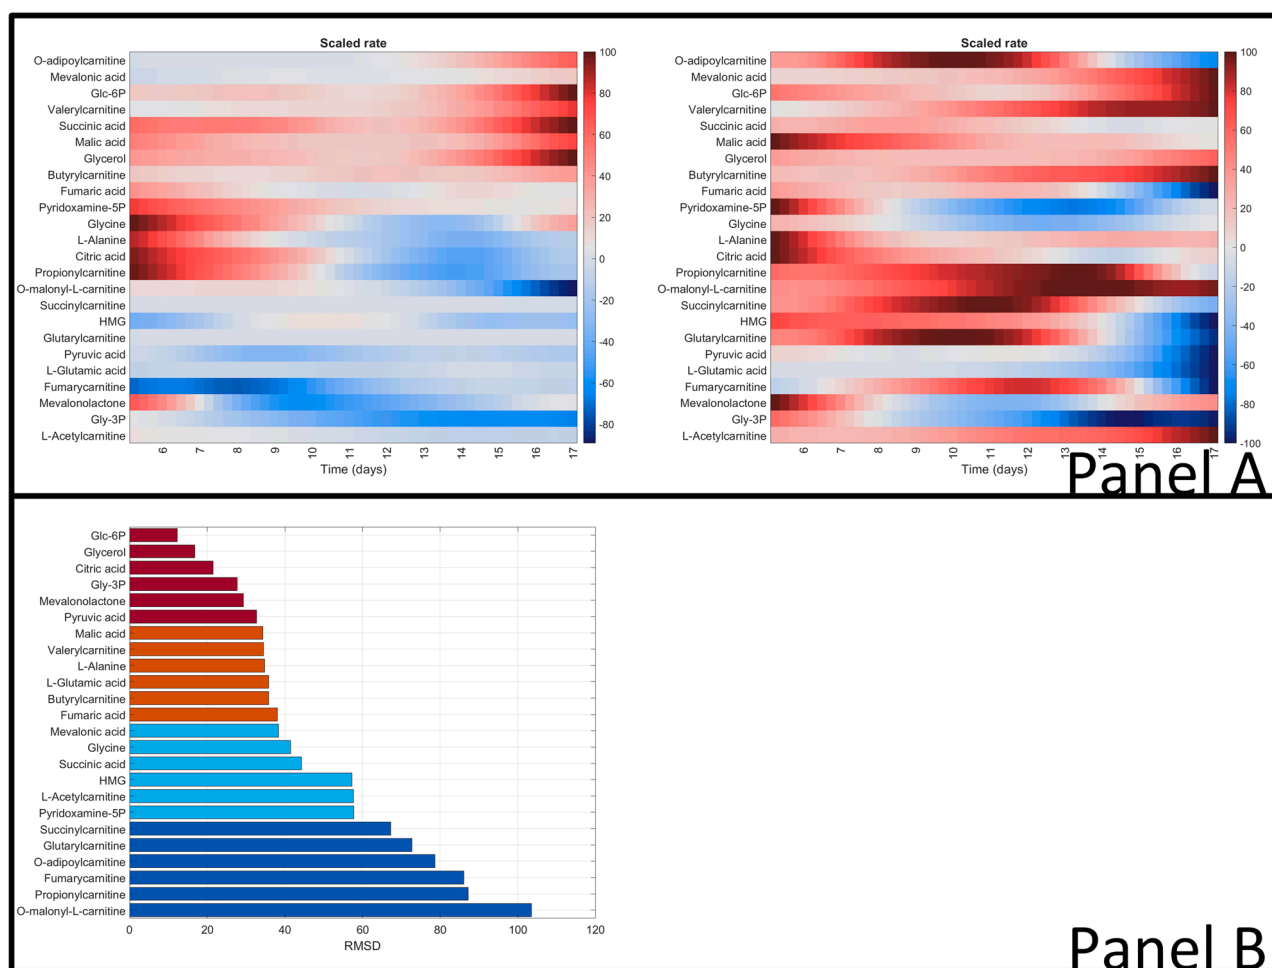 Scaled rate
O-adipoylcarnitine
Mevalonic acid
Glc-6P
Valerylcarnitine
Succinic acid
Malic acid
Glycerol
Butyrylcarnitine
Fumaric acid
Pyridoxamine-5P
Glycine
L-Alanine
Citric acid
Propionylcarnitine
O-malonyl-L-carnitine
Succinylcarnitine
HMG
Glutarylcarnitine
Pyruvic acid
L-Glutamic acid
Fumarycarnitine
Mevalonolactone
Gly-3P
L-Acetylcarnitine
6 7 8 9 10 11 12 13 14 15 16 17
Time (days)
100
80
60
40
20
0
-20
-40
-60
-80
Scaled rate
O-adipoylcarnitine
Mevalonic acid
Glc-6P
Valerylcarnitine
Succinic acid
Malic acid
Glycerol
Butyrylcarnitine
Fumaric acid
Pyridoxamine-5P
Glycine
L-Alanine
Citric acid
Propionylcarnitine
O-malonyl-L-carnitine
Succinylcarnitine
HMG
Glutarylcarnitine
Pyruvic acid
L-Glutamic acid
Fumarycarnitine
Mevalonolactone
Gly-3P
L-Acetylcarnitine
6 7 8 9 10 11 12 13 14 15 16 17
Time (days)
100
80
60
40
20
0
-20
-40
-60
-80
-100
Panel A
Glc-6P
Glycerol
Citric acid
Gly-3P
Mevalonolactone
Pyruvic acid
Malic acid
Valerylcarnitine
L-Alanine
L-Glutamic acid
Butyrylcarnitine
Fumaric acid
Mevalonic acid
Glycine
Succinic acid
HMG
L-Acetylcarnitine
Pyridoxamine-5P
Succinylcarnitine
Glutarylcarnitine
O-adipoylcarnitine
Fumarycarnitine
Propionylcarnitine
O-malonyl-L-carnitine
0 20 40 60 80 100 120
RMSD
Panel B